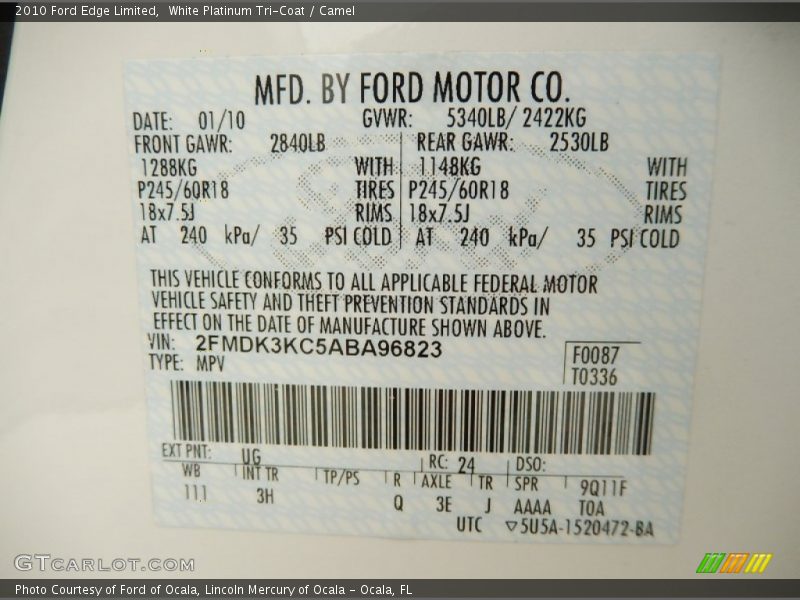 2010 Ford Edge Limited,  White Platinum Tri-Coat / Camel
MFD. BY FORD MOTOR CO.
DATE: 01/10 GVWR: 5340LB/ 2422KG
FRONT GAWR: 2840LB REAR GAWR: 2530LB
1288KG WITH 1148KG WITH
P245/60R18 TIRES P245/60R18 TIRES
18x7.5J RIMS 18x7.5J RIMS
AT 240 kPa/ 35 PSI COLD AT 240 kPa/ 35 PSI COLD
THIS VEHICLE CONFORMS TO ALL APPLICABLE FEDERAL MOTOR
VEHICLE SAFETY AND THEFT PREVENTION STANDARDS IN
EFFECT ON THE DATE OF MANUFACTURE SHOWN ABOVE.
VIN: 2FMDK3KC5ABA96823 F0087
TYPE: MPV T0336
EXT PNT: UG RC: 24 DSO:
WB INT TR TP/PS R AXLE TR SPR 9Q11F
111 3H Q 3E J AAAA TOA
UTC ▽5U5A-1520472-BA
GTCARLOT.COM
Photo Courtesy of Ford of Ocala, Lincoln Mercury of Ocala - Ocala, FL